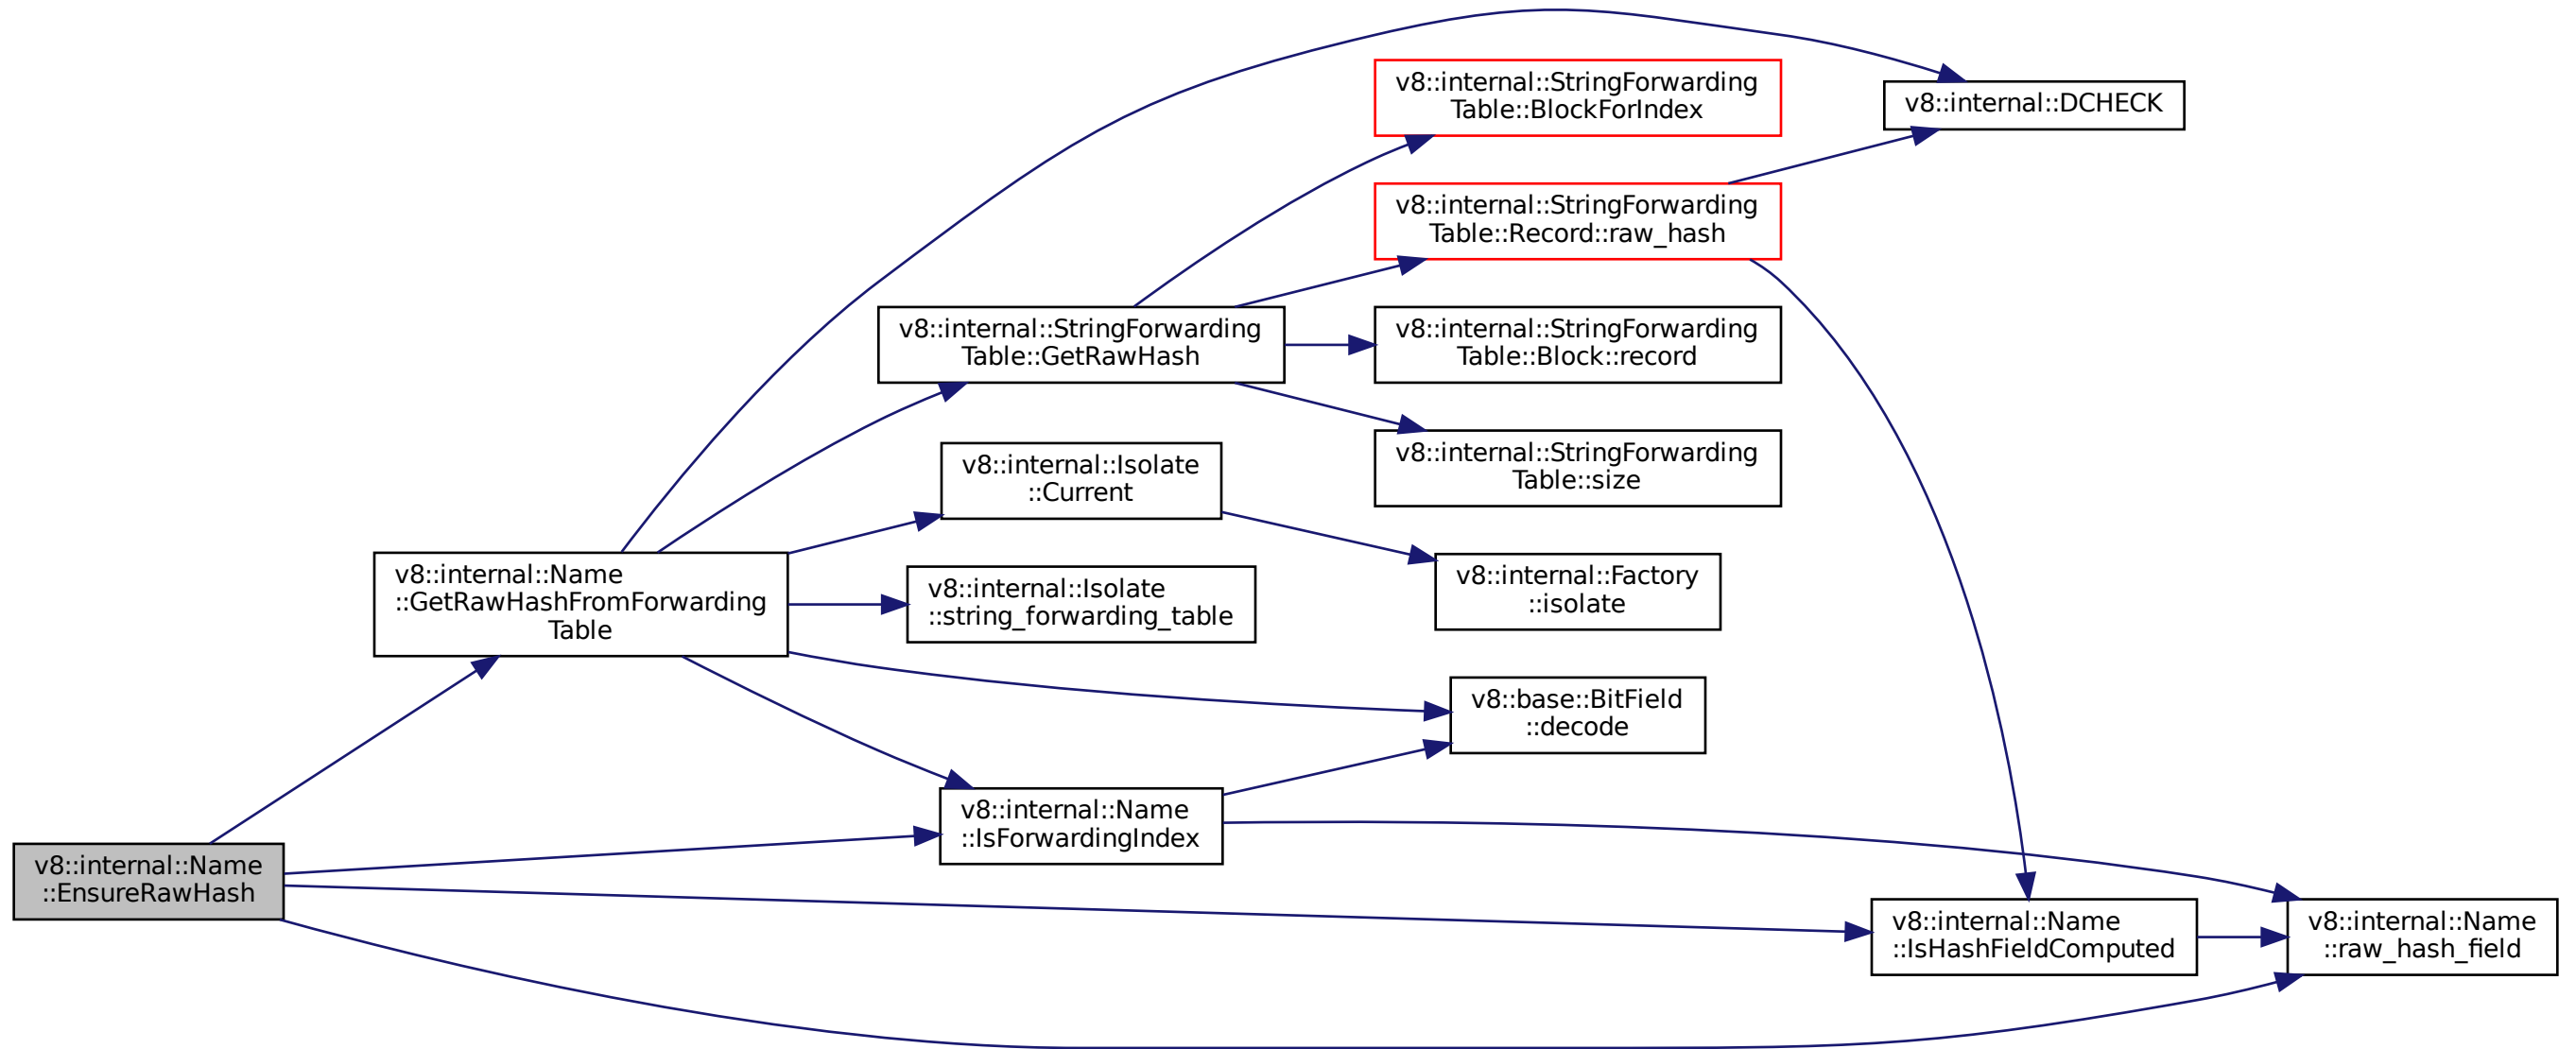 v8::internal::StringForwarding
Table::BlockForIndex
v8::internal::DCHECK
v8::internal::StringForwarding
Table::Record::raw_hash
v8::internal::StringForwarding
Table::GetRawHash
v8::internal::StringForwarding
Table::Block::record
v8::internal::Isolate
::Current
v8::internal::StringForwarding
Table::size
v8::internal::Name
::GetRawHashFromForwarding
Table
v8::internal::Isolate
::string_forwarding_table
v8::internal::Factory
::isolate
v8::base::BitField
::decode
v8::internal::Name
::IsForwardingIndex
v8::internal::Name
::EnsureRawHash
v8::internal::Name
::IsHashFieldComputed
v8::internal::Name
::raw_hash_field